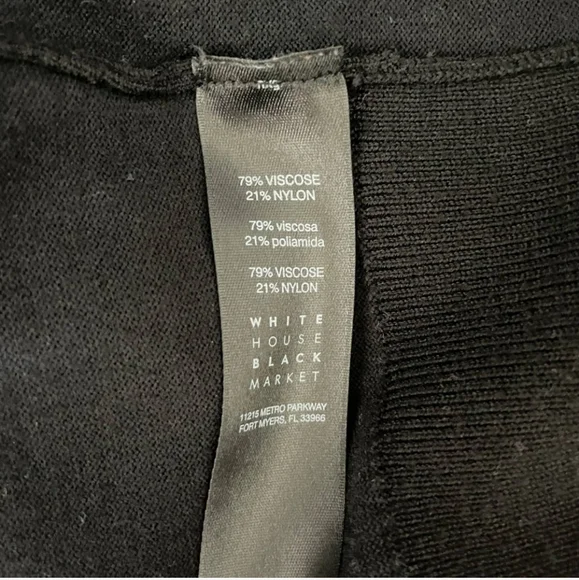 79% VISCOSE
21% NYLON
79% viscosa
21% poliamida
79% VISCOSE
21% NYLON
WHITE
HOUSE
BLACK
MARKET
11215 METRO PARKWAY
FORT MYERS, FL 33966